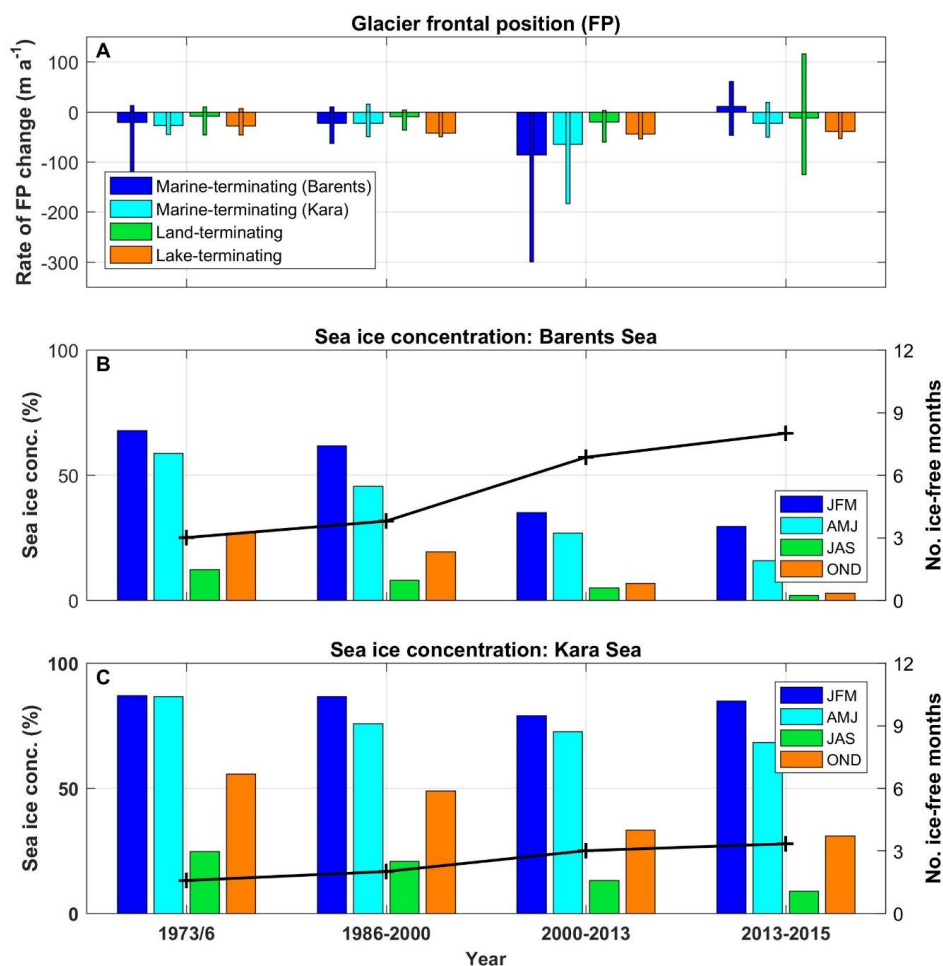 Glacier frontal position (FP)
A
Rate of FP change (m a⁻¹)
100
0
-100
-200
-300
Marine-terminating (Barents)
Marine-terminating (Kara)
Land-terminating
Lake-terminating
Sea ice concentration: Barents Sea
B
Sea ice conc. (%)
100
50
0
12
9
6
3
0
No. ice-free months
JFM
AMJ
JAS
OND
Sea ice concentration: Kara Sea
C
Sea ice conc. (%)
100
50
0
12
9
6
3
0
No. ice-free months
JFM
AMJ
JAS
OND
1973/6 1986-2000 2000-2013 2013-2015
Year